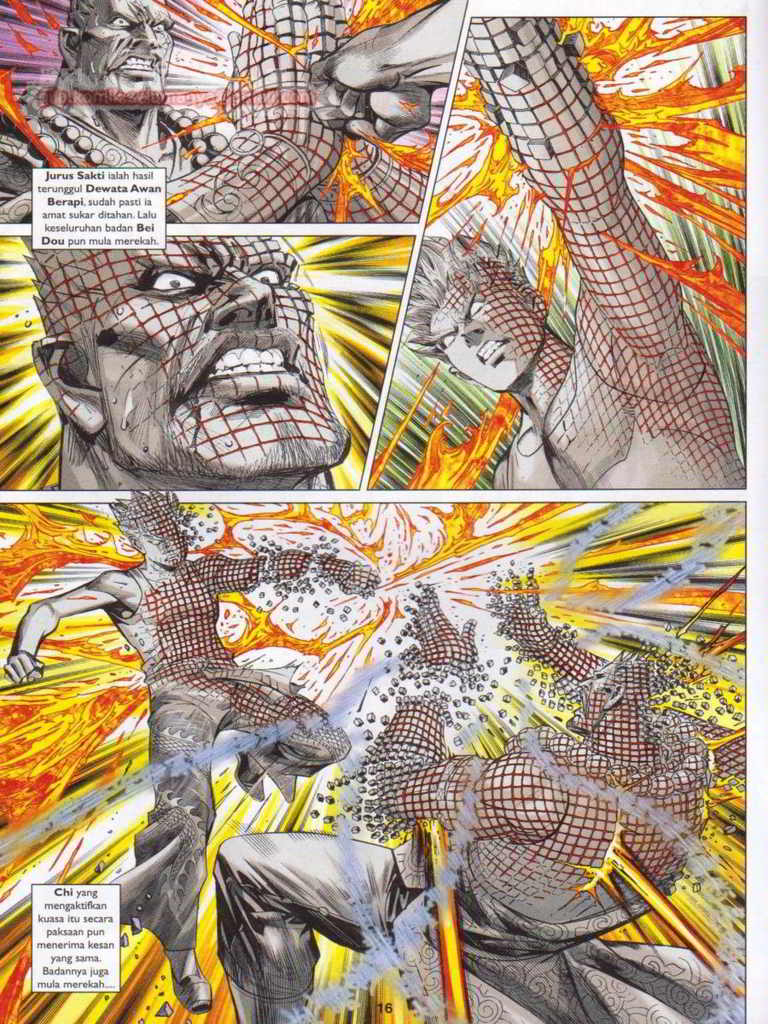 Jurus Sakti ialah hasil
terunggul Dewata Awan
Berapi, sudah pasti ia
amat sukar ditahan. Lalu
keseluruhan badan Bei
Dou pun mula merekah.
Chi yang
mengaktifkan
kuasa itu secara
paksaan pun
menerima kesan
yang sama.
Badannya juga
mula merekah....
16